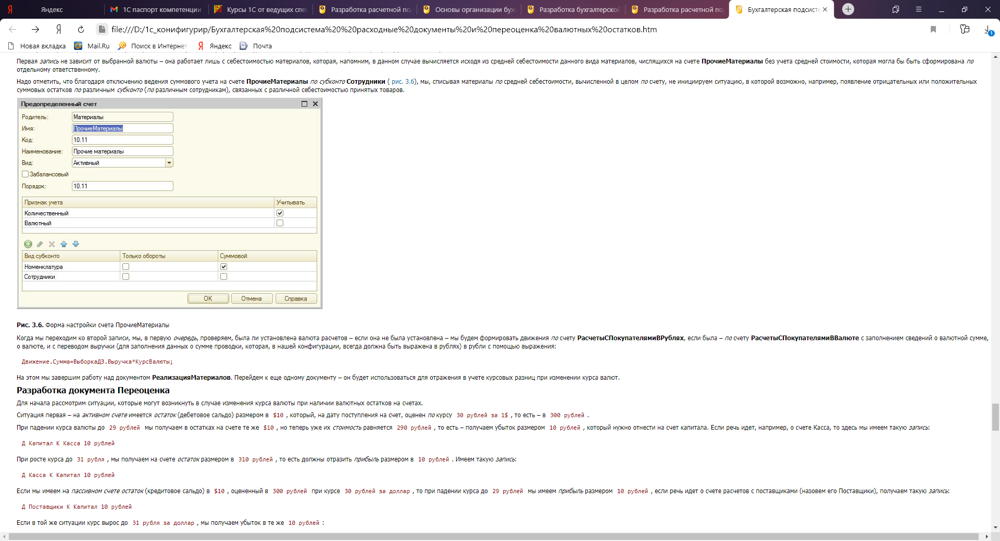 Яндекс
1С паспорт компетенции
Курсы 1С от ведущих спе
Разработка расчетной по
Основы организации бух
Разработка бухгалтерской
Разработка расчетной по
Бухгалтерская подсисте
file:///D:/1с_конифигурир/Бухгалтерская%20подсистема%20%20расходные%20документы%20и%20переоценка%20валютных%20остатков.htm
Новая вкладка
Mail.Ru
Поиск в Интернет
Яндекс
Почта
Первая запись не зависит от выбранной валюты – она работает лишь с себестоимостью материалов, которая, напомним, в данном случае вычисляется исходя из средней себестоимости данного вида материалов, числящихся на счете ПрочиеМатериалы без учета средней стоимости, которая могла бы быть сформирована по
отдельному ответственному.
Надо отметить, что благодаря отключению ведения суммового учета на счете ПрочиеМатериалы по субконто Сотрудники ( рис. 3.6), мы, списывая материалы по средней себестоимости, вычисленной в целом по счету, не инициируем ситуацию, в которой возможно, например, появление отрицательных или положительных
суммовых остатков по различным субконто (по различным сотрудникам), связанных с различной себестоимостью принятых товаров.
Предопределенный счет
Родитель: Материалы
Имя: ПрочиеМатериалы
Код: 10.11
Наименование: Прочие материалы
Вид: Активный
Забалансовый
Порядок: 10.11
Признак учета Учитывать
Количественный
Валютный
Вид субконто Только обороты Суммовой
Номенклатура
Сотрудники
OK Отмена Справка
Рис. 3.6. Форма настройки счета ПрочиеМатериалы
Когда мы переходим ко второй записи, мы, в первую очередь, проверяем, была ли установлена валюта расчетов – если она не была установлена – мы будем формировать движения по счету РасчетыСПокупателямиВРублях, если была – по счету РасчетыСПокупателямиВВалюте с заполнением сведений о валютной сумме,
о валюте, и с переводом выручки (для заполнения данных о сумме проводки, которая, в нашей конфигурации, всегда должна быть выражена в рублях) в рубли с помощью выражения:
Движение.Сумма=ВыборкаДЗ.Выручка*КурсВалюты;
На этом мы завершим работу над документом РеализацияМатериалов. Перейдем к еще одному документу – он будет использоваться для отражения в учете курсовых разниц при изменении курса валют.
Разработка документа Переоценка
Для начала рассмотрим ситуации, которые могут возникнуть в случае изменения курса валюты при наличии валютных остатков на счетах.
Ситуация первая – на активном счете имеется остаток (дебетовое сальдо) размером в $10 , который, на дату поступления на счет, оценен по курсу 30 рублей за 1$ , то есть – в 300 рублей .
При падении курса валюты до 29 рублей мы получаем в остатках на счете те же $10 , но теперь уже их стоимость равняется 290 рублей , то есть – получаем убыток размером 10 рублей , который нужно отнести на счет капитала. Если речь идет, например, о счете Касса, то здесь мы имеем такую запись:
Д Капитал К Касса 10 рублей
При росте курса до 31 рубля , мы получаем на счете остаток размером в 310 рублей , то есть должны отразить прибыль размером в 10 рублей . Имеем такую запись:
Д Касса К Капитал 10 рублей
Если мы имеем на пассивном счете остаток (кредитовое сальдо) в $10 , оцененный в 300 рублей при курсе 30 рублей за доллар , то при падении курса до 29 рублей мы имеем прибыль размером 10 рублей , если речь идет о счете расчетов с поставщиками (назовем его Поставщики), получаем такую запись:
Д Поставщики К Капитал 10 рублей
Если в той же ситуации курс вырос до 31 рубля за доллар , мы получаем убыток в те же 10 рублей :